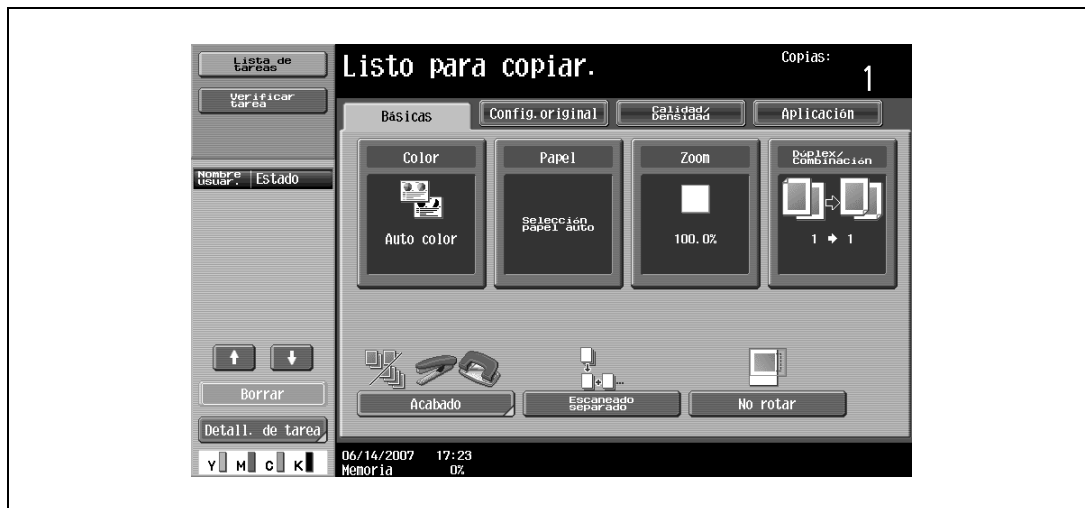 Lista de
tareas
Verificar
tarea
Nombre
usuar.
Estado
Borrar
Detall. de tarea
Y M C K
Listo para copiar.
Copias:
1
Básicas
Config.original
Calidad/
Densidad
Aplicación
Color
Auto color
Papel
Selección
papel auto
Zoom
100.0%
Dúplex/
Combinación
1 → 1
Acabado
Escaneado
separado
No rotar
06/14/2007 17:23
Memoria 0%